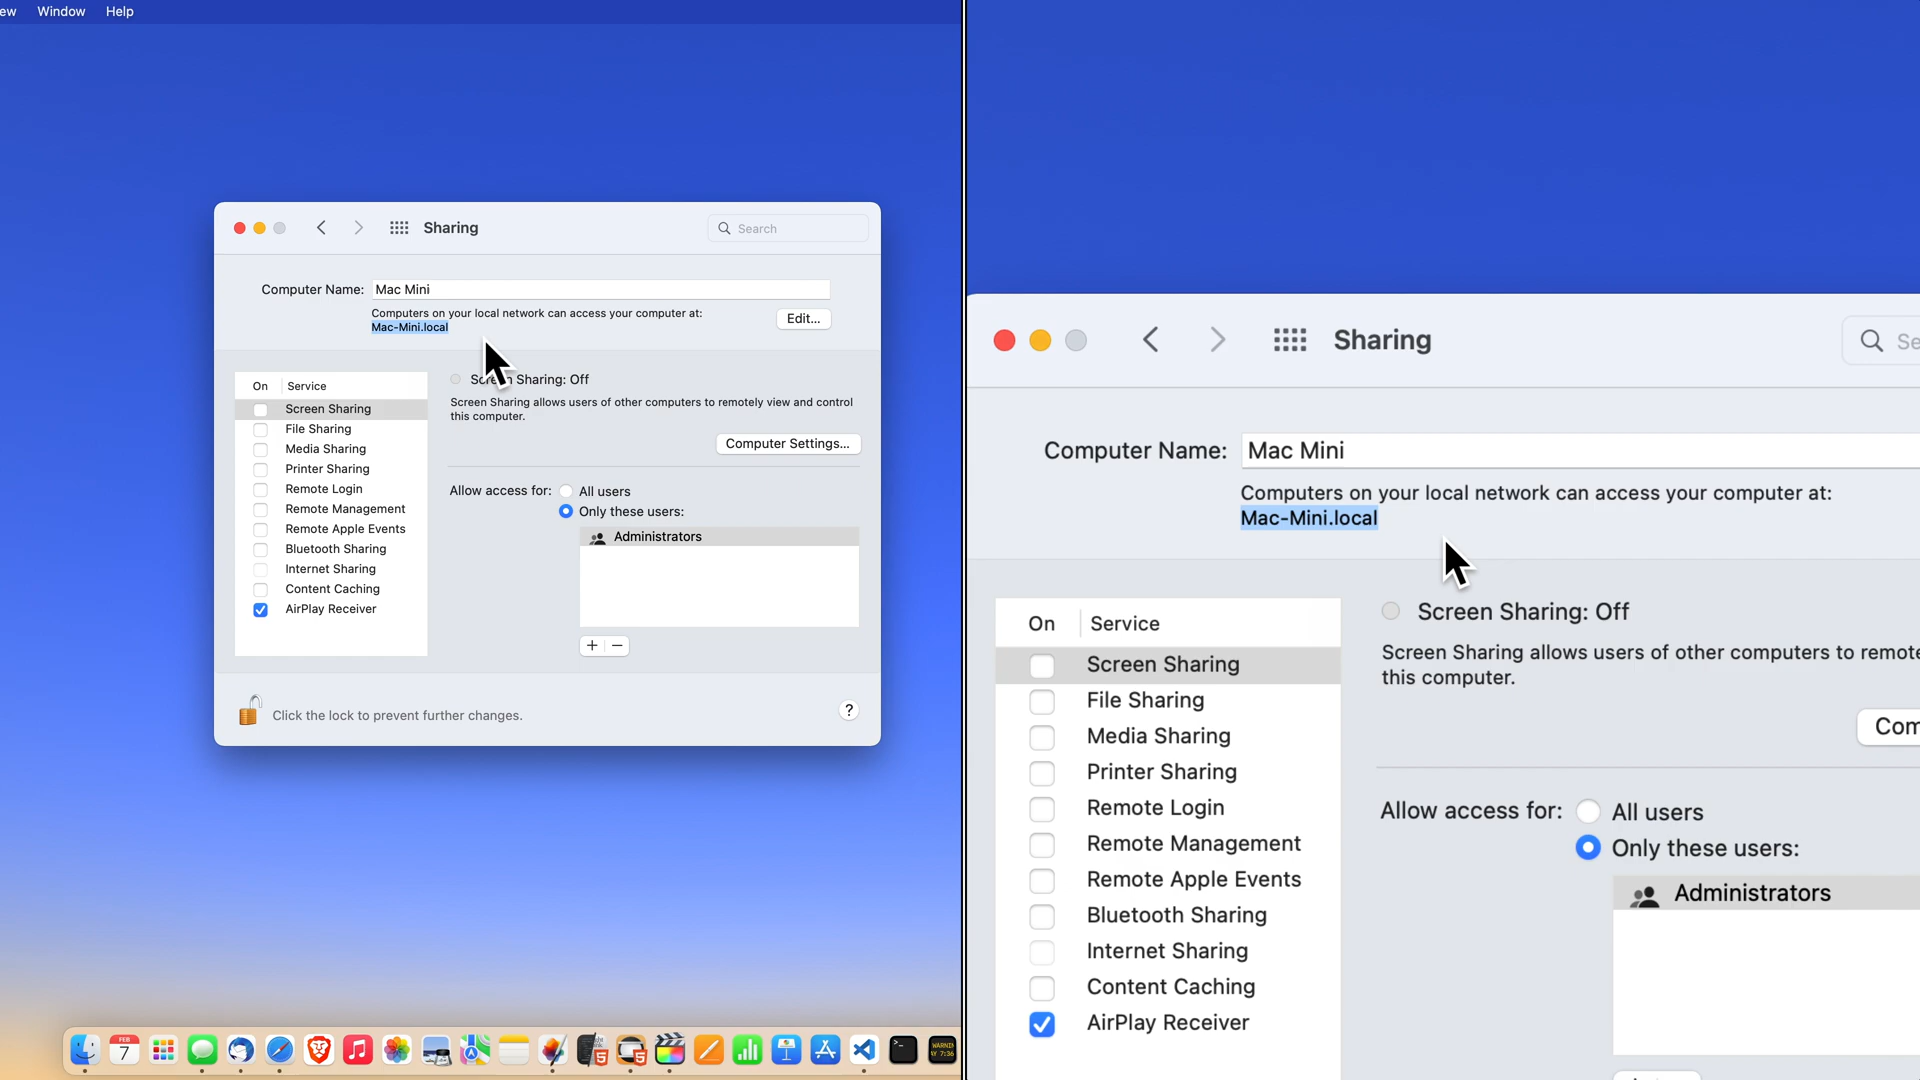 ew Window Help
Sharing
Search
Computer Name: Mac Mini
Computers on your local network can access your computer at:
Mac-Mini.local
Edit...
On Service
Screen Sharing
File Sharing
Media Sharing
Printer Sharing
Remote Login
Remote Management
Remote Apple Events
Bluetooth Sharing
Internet Sharing
Content Caching
AirPlay Receiver
Screen Sharing: Off
Screen Sharing allows users of other computers to remotely view and control
this computer.
Computer Settings...
Allow access for: All users
Only these users:
Administrators
+ −
Click the lock to prevent further changes.
?
FEB
7
Sharing
Se
Computer Name: Mac Mini
Computers on your local network can access your computer at:
Mac-Mini.local
On Service
Screen Sharing
File Sharing
Media Sharing
Printer Sharing
Remote Login
Remote Management
Remote Apple Events
Bluetooth Sharing
Internet Sharing
Content Caching
AirPlay Receiver
Screen Sharing: Off
Screen Sharing allows users of other computers to remote
this computer.
Com
Allow access for: All users
Only these users:
Administrators